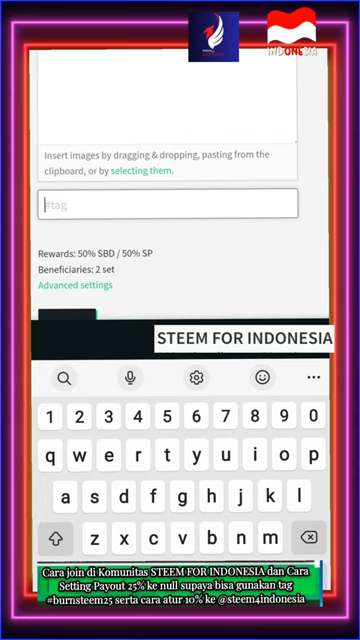 INDONESIA
Insert images by dragging & dropping, pasting from the
clipboard, or by selecting them.
#tag
Rewards: 50% SBD / 50% SP
Beneficiaries: 2 set
Advanced settings
STEEM FOR INDONESIA
1 2 3 4 5 6 7 8 9 0
q w e r t y u i o p
a s d f g h j k l
z x c v b n m
Cara join di Komunitas STEEM FOR INDONESIA dan Cara
Setting Payout 25% ke null supaya bisa gunakan tag
#burnsteem25 serta cara atur 10% ke @steem4indonesia